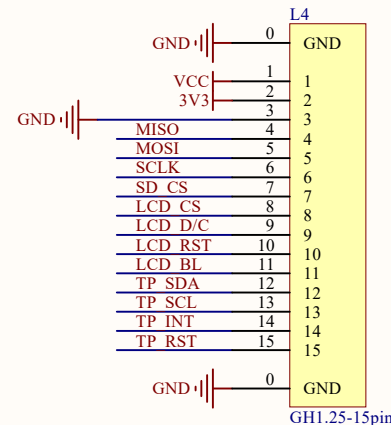 L4
GND 0 GND
VCC 1 1
3V3 2 2
GND 3 3
MISO 4 4
MOSI 5 5
SCLK 6 6
SD_CS 7 7
LCD_CS 8 8
LCD_D/C 9 9
LCD_RST 10 10
LCD_BL 11 11
TP_SDA 12 12
TP_SCL 13 13
TP_INT 14 14
TP_RST 15 15
GND 0 GND
GH1.25-15pin